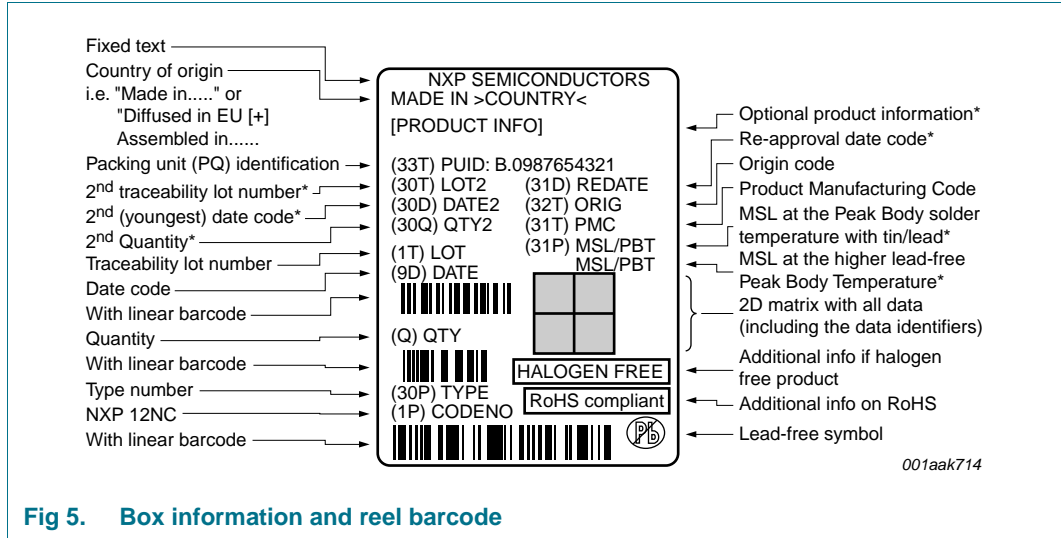 Fixed text
Country of origin
i.e. "Made in....." or
"Diffused in EU [+]
Assembled in......
Packing unit (PQ) identification
2nd traceability lot number*
2nd (youngest) date code*
2nd Quantity*
Traceability lot number
Date code
With linear barcode
Quantity
With linear barcode
Type number
NXP 12NC
With linear barcode
NXP SEMICONDUCTORS
MADE IN >COUNTRY<
[PRODUCT INFO]
(33T) PUID: B.0987654321
(30T) LOT2 (31D) REDATE
(30D) DATE2 (32T) ORIG
(30Q) QTY2 (31T) PMC
(31P) MSL/PBT
(1T) LOT
MSL/PBT
(9D) DATE
(Q) QTY
HALOGEN FREE
(30P) TYPE
RoHS compliant
(1P) CODENO
Pb
Optional product information*
Re-approval date code*
Origin code
Product Manufacturing Code
MSL at the Peak Body solder
temperature with tin/lead*
MSL at the higher lead-free
Peak Body Temperature*
2D matrix with all data
(including the data identifiers)
Additional info if halogen
free product
Additional info on RoHS
Lead-free symbol
001aak714
Fig 5. Box information and reel barcode